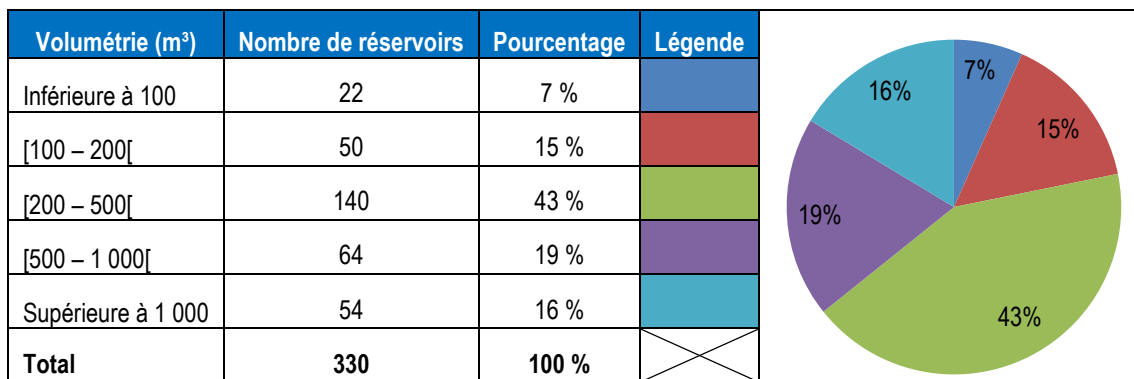 Volumétrie (m³) Nombre de réservoirs Pourcentage Légende
Inférieure à 100 22 7 %
[100 – 200[ 50 15 %
[200 – 500[ 140 43 %
[500 – 1 000[ 64 19 %
Supérieure à 1 000 54 16 %
Total 330 100 %
7%
15%
43%
19%
16%